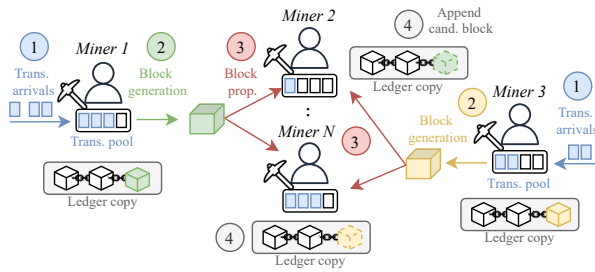 1
Trans.
arrivals
Miner 1
Trans. pool
2
Block
generation
Ledger copy
3
Block
prop.
Miner 2
4
Append
cand. block
Ledger copy
:
Miner N
3
4
Ledger copy
2
Block
generation
Miner 3
Trans. pool
1
Trans.
arrivals
Ledger copy